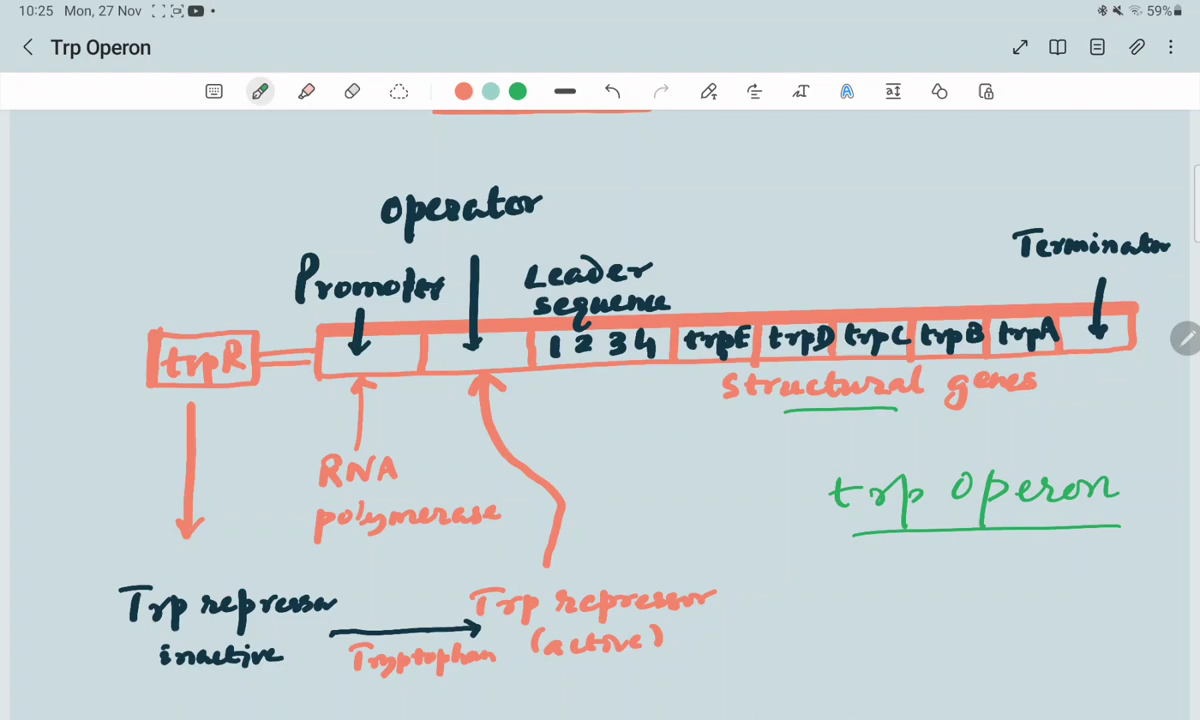 10:25 Mon, 27 Nov
59%
Trp Operon
operator
Promoter
Leader
sequence
Terminator
trpR
1 2 3 4 trpE trpD trpC trpB trpA
structural genes
RNA
polymerase
trp operon
Trp repressor
inactive
Tryptophan
Trp repressor
(active)